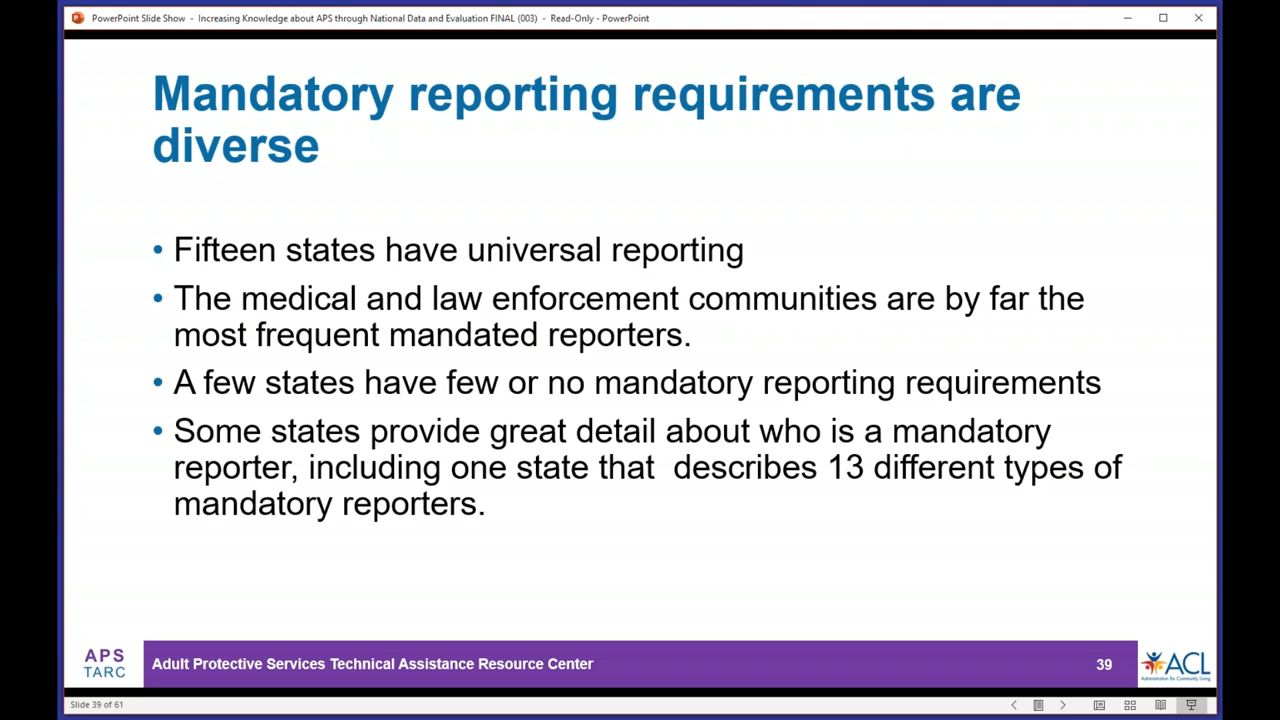 PowerPoint Slide Show - Increasing Knowledge about APS through National Data and Evaluation FINAL (003) - Read-Only - PowerPoint
Mandatory reporting requirements are
diverse
• Fifteen states have universal reporting
• The medical and law enforcement communities are by far the
most frequent mandated reporters.
• A few states have few or no mandatory reporting requirements
• Some states provide great detail about who is a mandatory
reporter, including one state that  describes 13 different types of
mandatory reporters.
APS
TARC
Adult Protective Services Technical Assistance Resource Center
39
ACL
Administration for Community Living
Slide 39 of 61